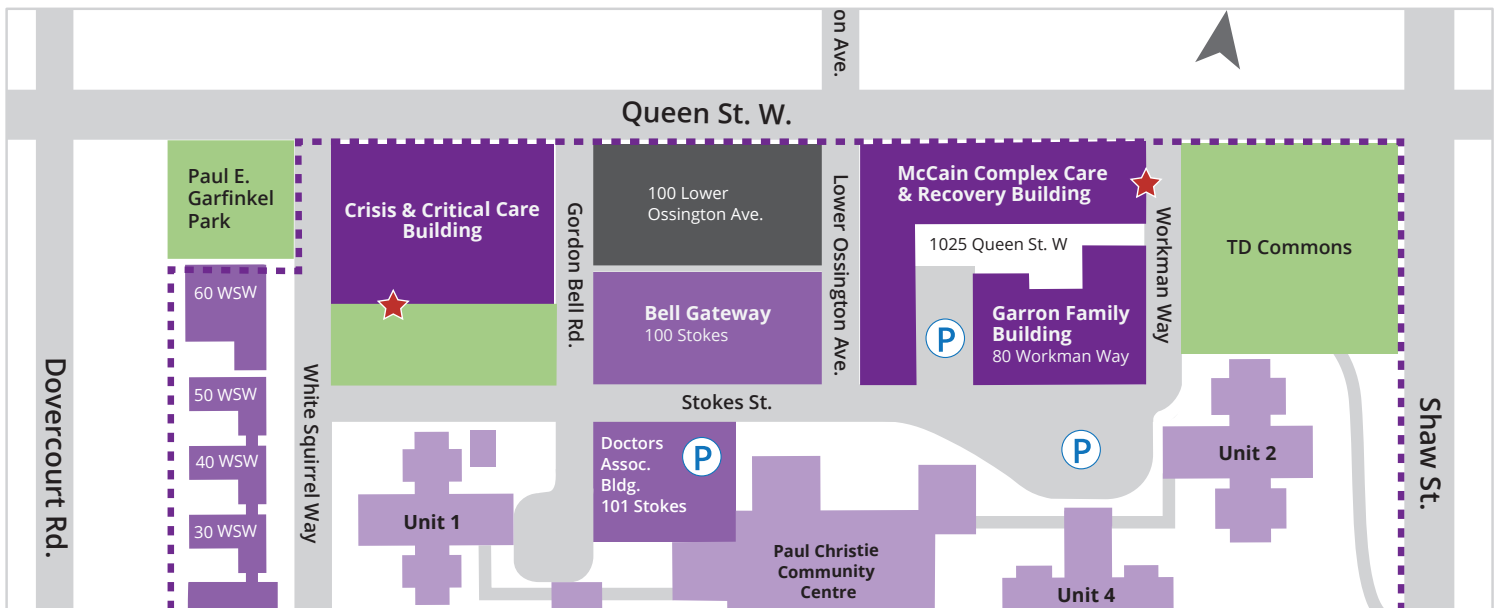 on Ave.
Queen St. W.
Paul E.
Garfinkel
Park
Crisis & Critical Care
Building
Gordon Bell Rd.
100 Lower
Ossington Ave.
Lower Ossington Ave.
McCain Complex Care
& Recovery Building
1025 Queen St. W
Workman Way
TD Commons
60 WSW
Bell Gateway
100 Stokes
P
Garron Family
Building
80 Workman Way
Dovercourt Rd.
50 WSW
White Squirrel Way
Stokes St.
Shaw St.
40 WSW
Doctors
Assoc.
Bldg.
101 Stokes
P
P
Unit 2
30 WSW
Unit 1
Paul Christie
Community
Centre
Unit 4